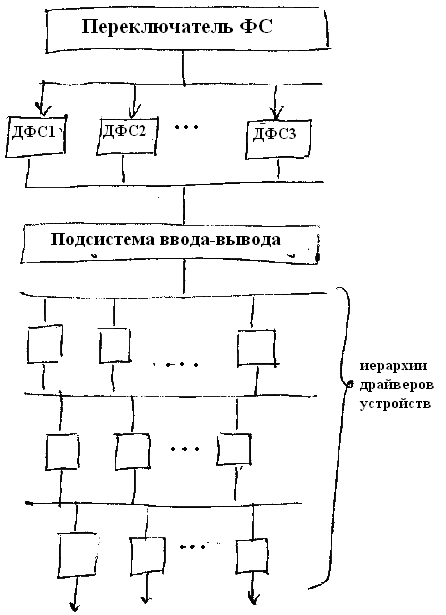 Переключатель ФС
ДФС1 ДФС2 ... ДФС3
Подсистема ввода-вывода
иерархии
драйверов
устройств